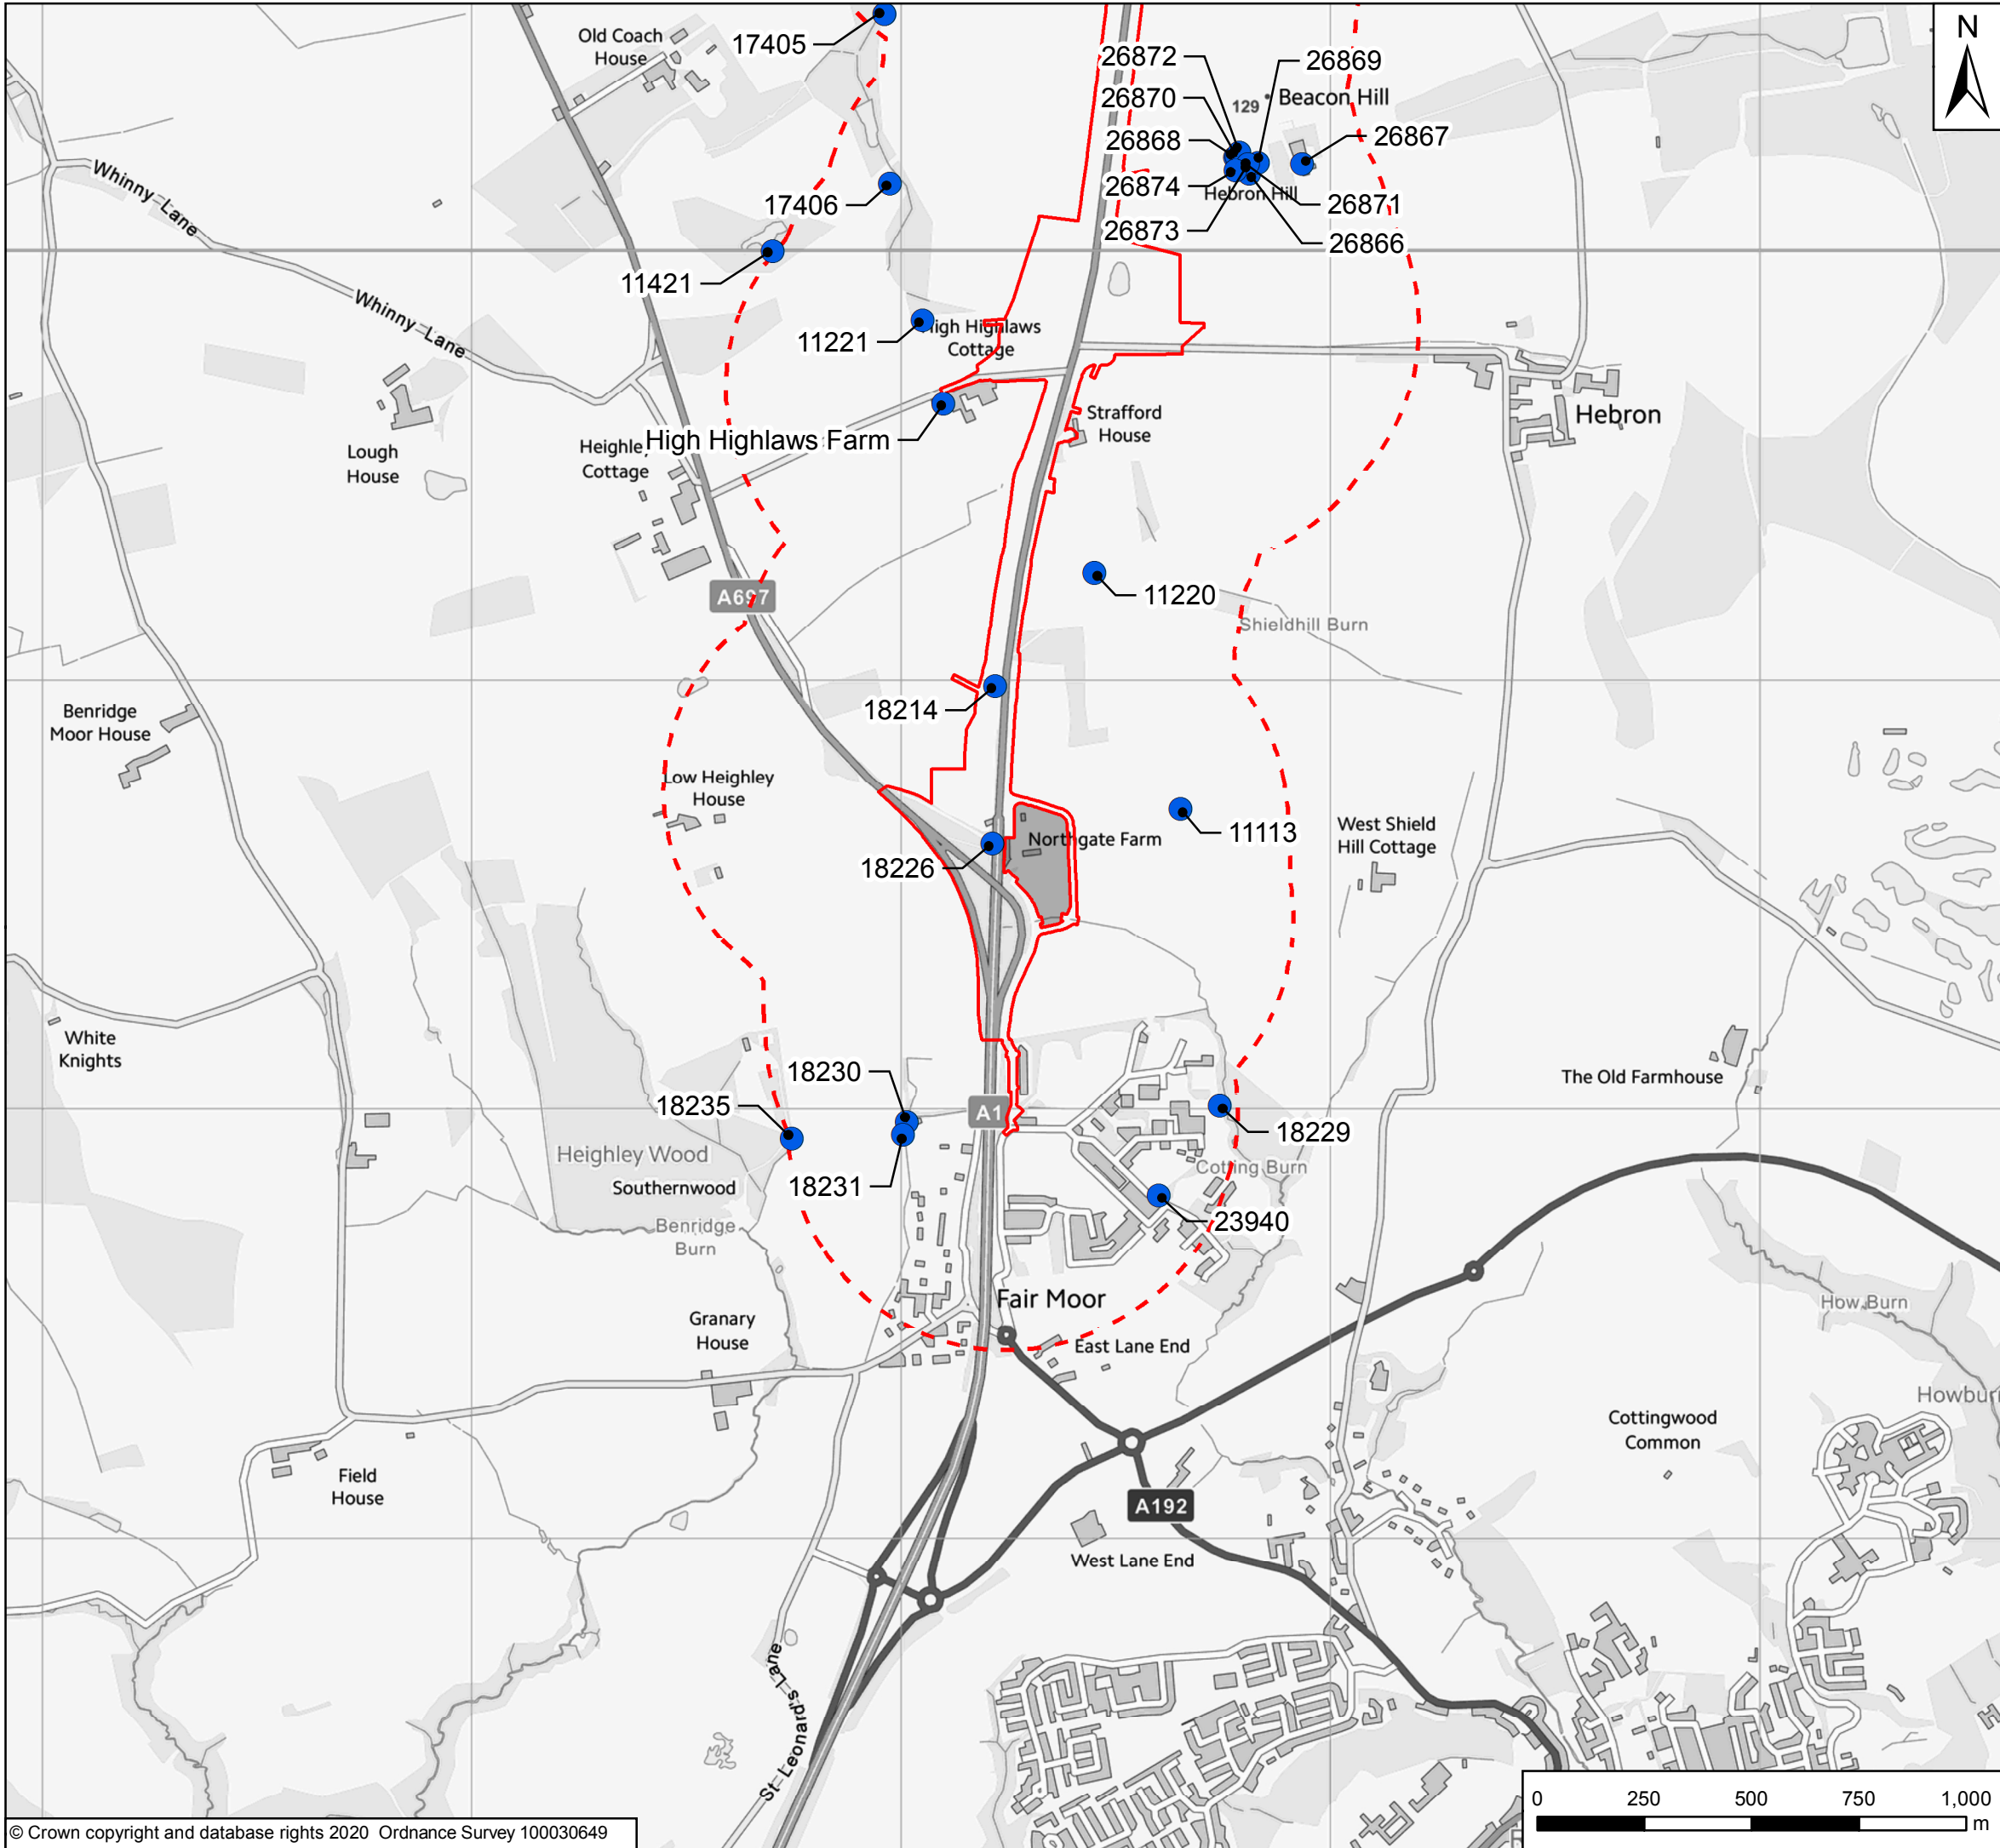 N
Old Coach
House
17405
26872
26869
26870
129
Beacon Hill
26868
26867
Whinny Lane
26874
Hebron Hill
17406
26871
26873
26866
11421
Whinny Lane
11221
High Highlaws
Cottage
Strafford
House
Hebron
High Highlaws Farm
Lough
House
Heighley
Cottage
A697
11220
Shieldhill Burn
18214
Benridge
Moor House
Low Heighley
House
Northgate Farm
11113
West Shield
Hill Cottage
18226
White
Knights
18230
The Old Farmhouse
18235
A1
18229
Heighley Wood
Cotting Burn
Southernwood
18231
Benridge
Burn
23940
Fair Moor
How Burn
Granary
House
East Lane End
Howburn
Cottingwood
Common
Field
House
A192
West Lane End
St Leonard's Lane
0 250 500 750 1,000
m
© Crown copyright and database rights 2020 Ordnance Survey 100030649